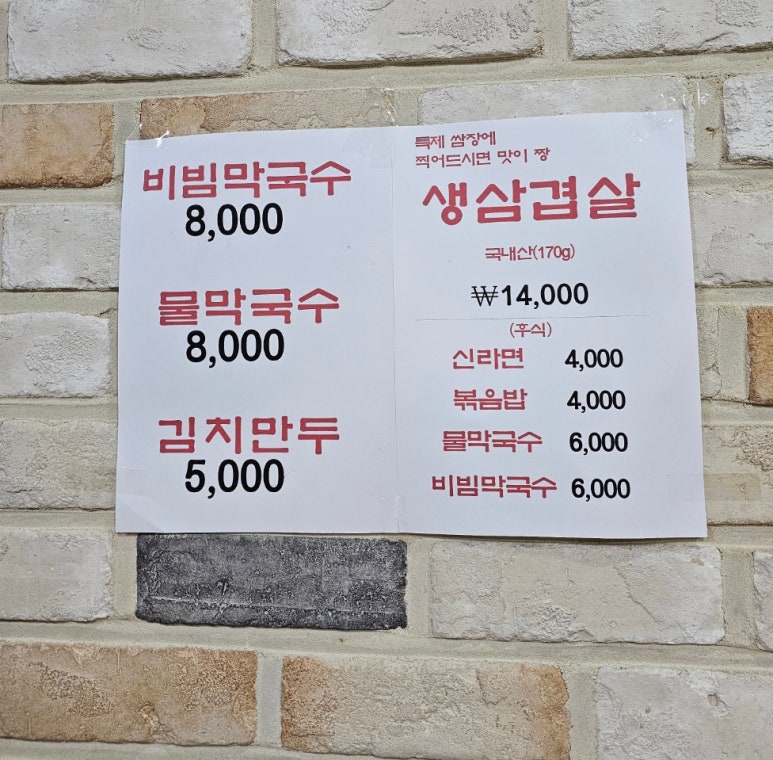 비빔막국수
8,000
물막국수
8,000
김치만두
5,000
특제 쌈장에
찍어드시면 맛이 짱
생삼겹살
국내산(170g)
₩14,000
(후식)
신라면 4,000
볶음밥 4,000
물막국수 6,000
비빔막국수 6,000